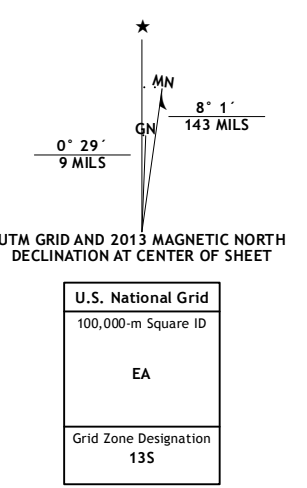 ★
MN
GN
8° 1´
143 MILS
0° 29´
9 MILS
UTM GRID AND 2013 MAGNETIC NORTH
DECLINATION AT CENTER OF SHEET
U.S. National Grid
100,000-m Square ID
EA
Grid Zone Designation
13S